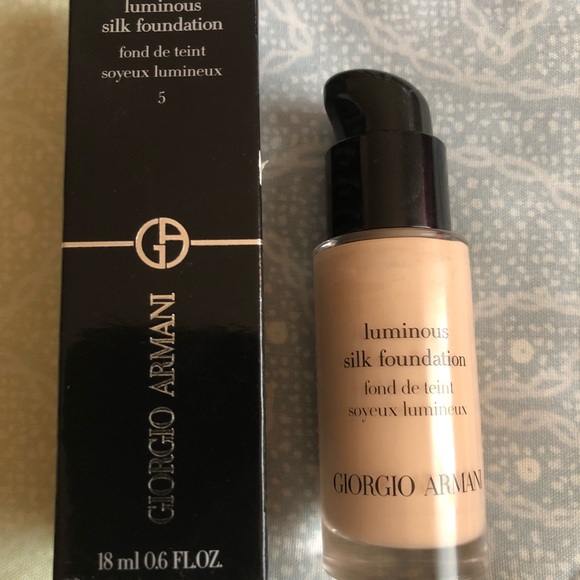 luminous
silk foundation
fond de teint
soyeux lumineux
5
GA
GIORGIO ARMANI
18 ml 0.6 FL.OZ.
luminous
silk foundation
fond de teint
soyeux lumineux
GIORGIO ARMANI